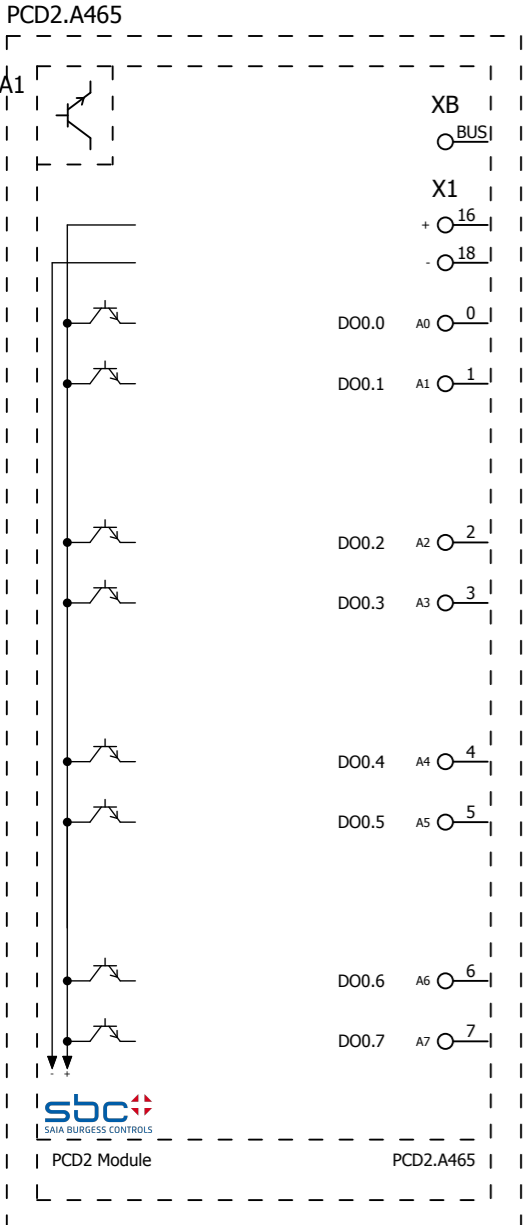 PCD2.A465
A1
XB
BUS
X1
+ 16
- 18
DO0.0 A0 0
DO0.1 A1 1
DO0.2 A2 2
DO0.3 A3 3
DO0.4 A4 4
DO0.5 A5 5
DO0.6 A6 6
DO0.7 A7 7
- +
sbc
SAIA BURGESS CONTROLS
PCD2 Module PCD2.A465